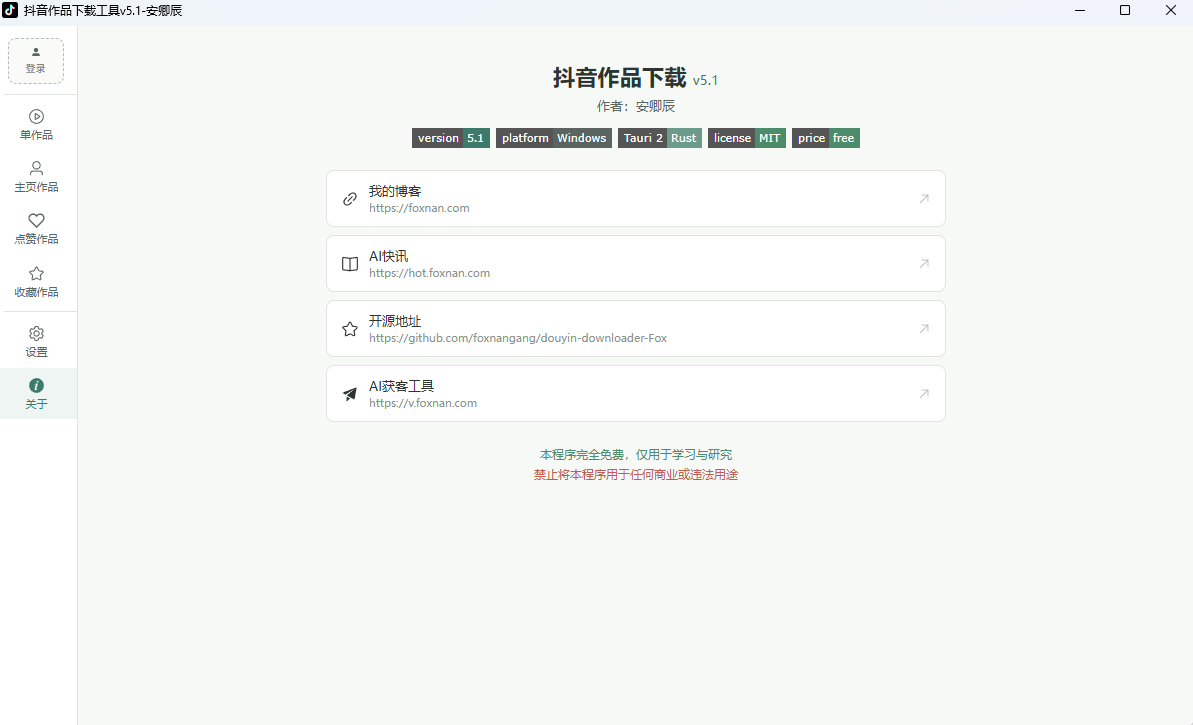 抖音作品下载工具v5.1-安卿辰
登录
单作品
主页作品
点赞作品
收藏作品
设置
关于
抖音作品下载 v5.1
作者：安卿辰
version 5.1 platform Windows Tauri 2 Rust license MIT price free
我的博客
https://foxnan.com
AI快讯
https://hot.foxnan.com
开源地址
https://github.com/foxnangang/douyin-downloader-Fox
AI获客工具
https://v.foxnan.com
本程序完全免费，仅用于学习与研究
禁止将本程序用于任何商业或违法用途